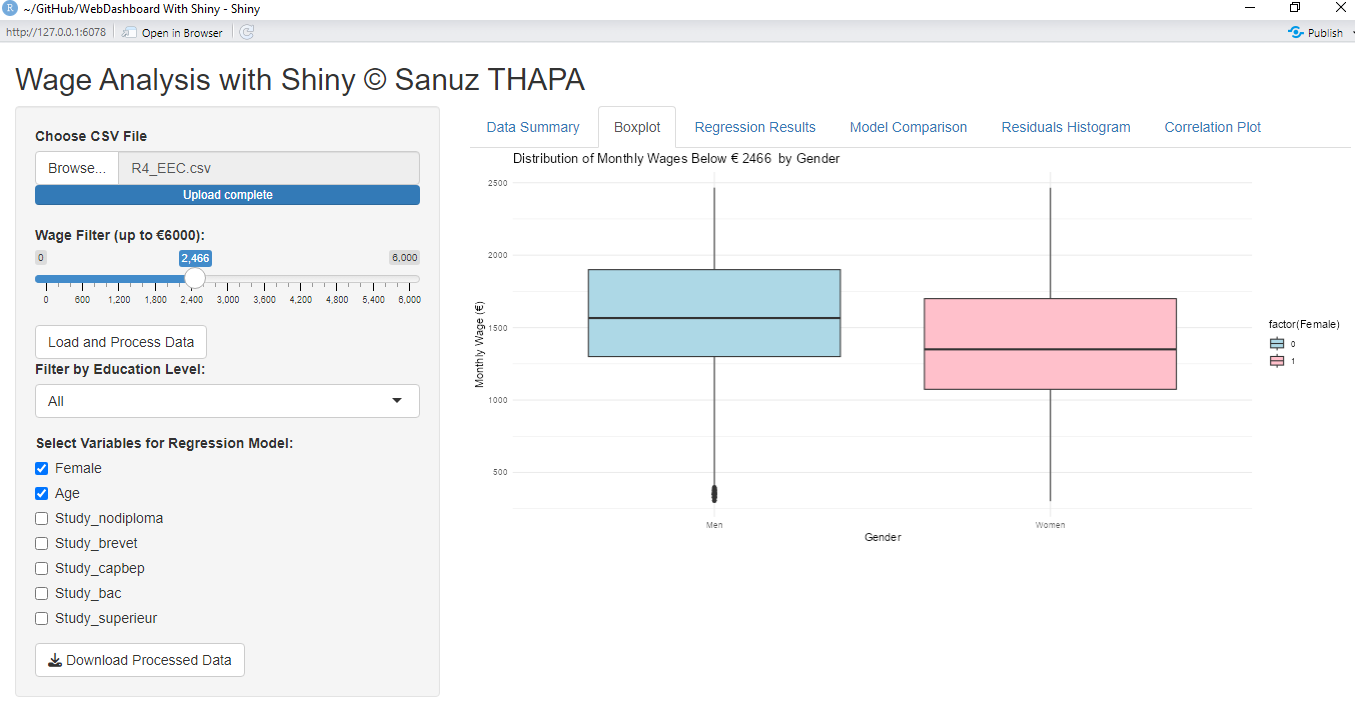 R ~/GitHub/WebDashboard With Shiny - Shiny
http://127.0.0.1:6078 Open in Browser Publish
Wage Analysis with Shiny © Sanuz THAPA
Choose CSV File
Browse... R4_EEC.csv
Upload complete
Wage Filter (up to €6000):
0 2,466 6,000
0 600 1,200 1,800 2,400 3,000 3,600 4,200 4,800 5,400 6,000
Load and Process Data
Filter by Education Level:
All
Select Variables for Regression Model:
Female
Age
Study_nodiploma
Study_brevet
Study_capbep
Study_bac
Study_superieur
Download Processed Data
Data Summary Boxplot Regression Results Model Comparison Residuals Histogram Correlation Plot
Distribution of Monthly Wages Below € 2466  by Gender
Monthly Wage (€)
2500
2000
1500
1000
500
Men Women
Gender
factor(Female)
0
1